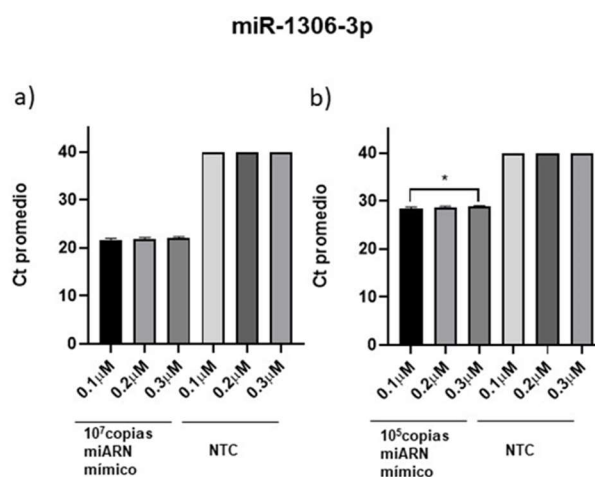 miR-1306-3p
a)
Ct promedio
40
30
20
10
0
0.1μM
0.2μM
0.3μM
0.1μM
0.2μM
0.3μM
10⁷copias
miARN
mímico
NTC
b)
Ct promedio
40
30
20
10
0
*
0.1μM
0.2μM
0.3μM
0.1μM
0.2μM
0.3μM
10⁵copias
miARN
mímico
NTC